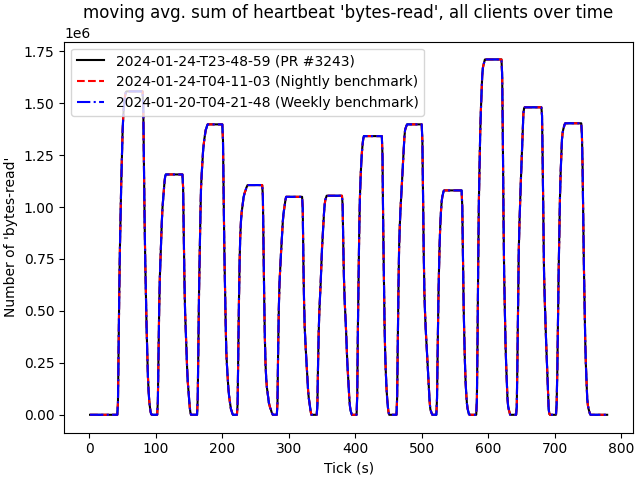 moving avg. sum of heartbeat 'bytes-read', all clients over time
1e6
2024-01-24-T23-48-59 (PR #3243)
2024-01-24-T04-11-03 (Nightly benchmark)
2024-01-20-T04-21-48 (Weekly benchmark)
Number of 'bytes-read'
1.75
1.50
1.25
1.00
0.75
0.50
0.25
0.00
0 100 200 300 400 500 600 700 800
Tick (s)